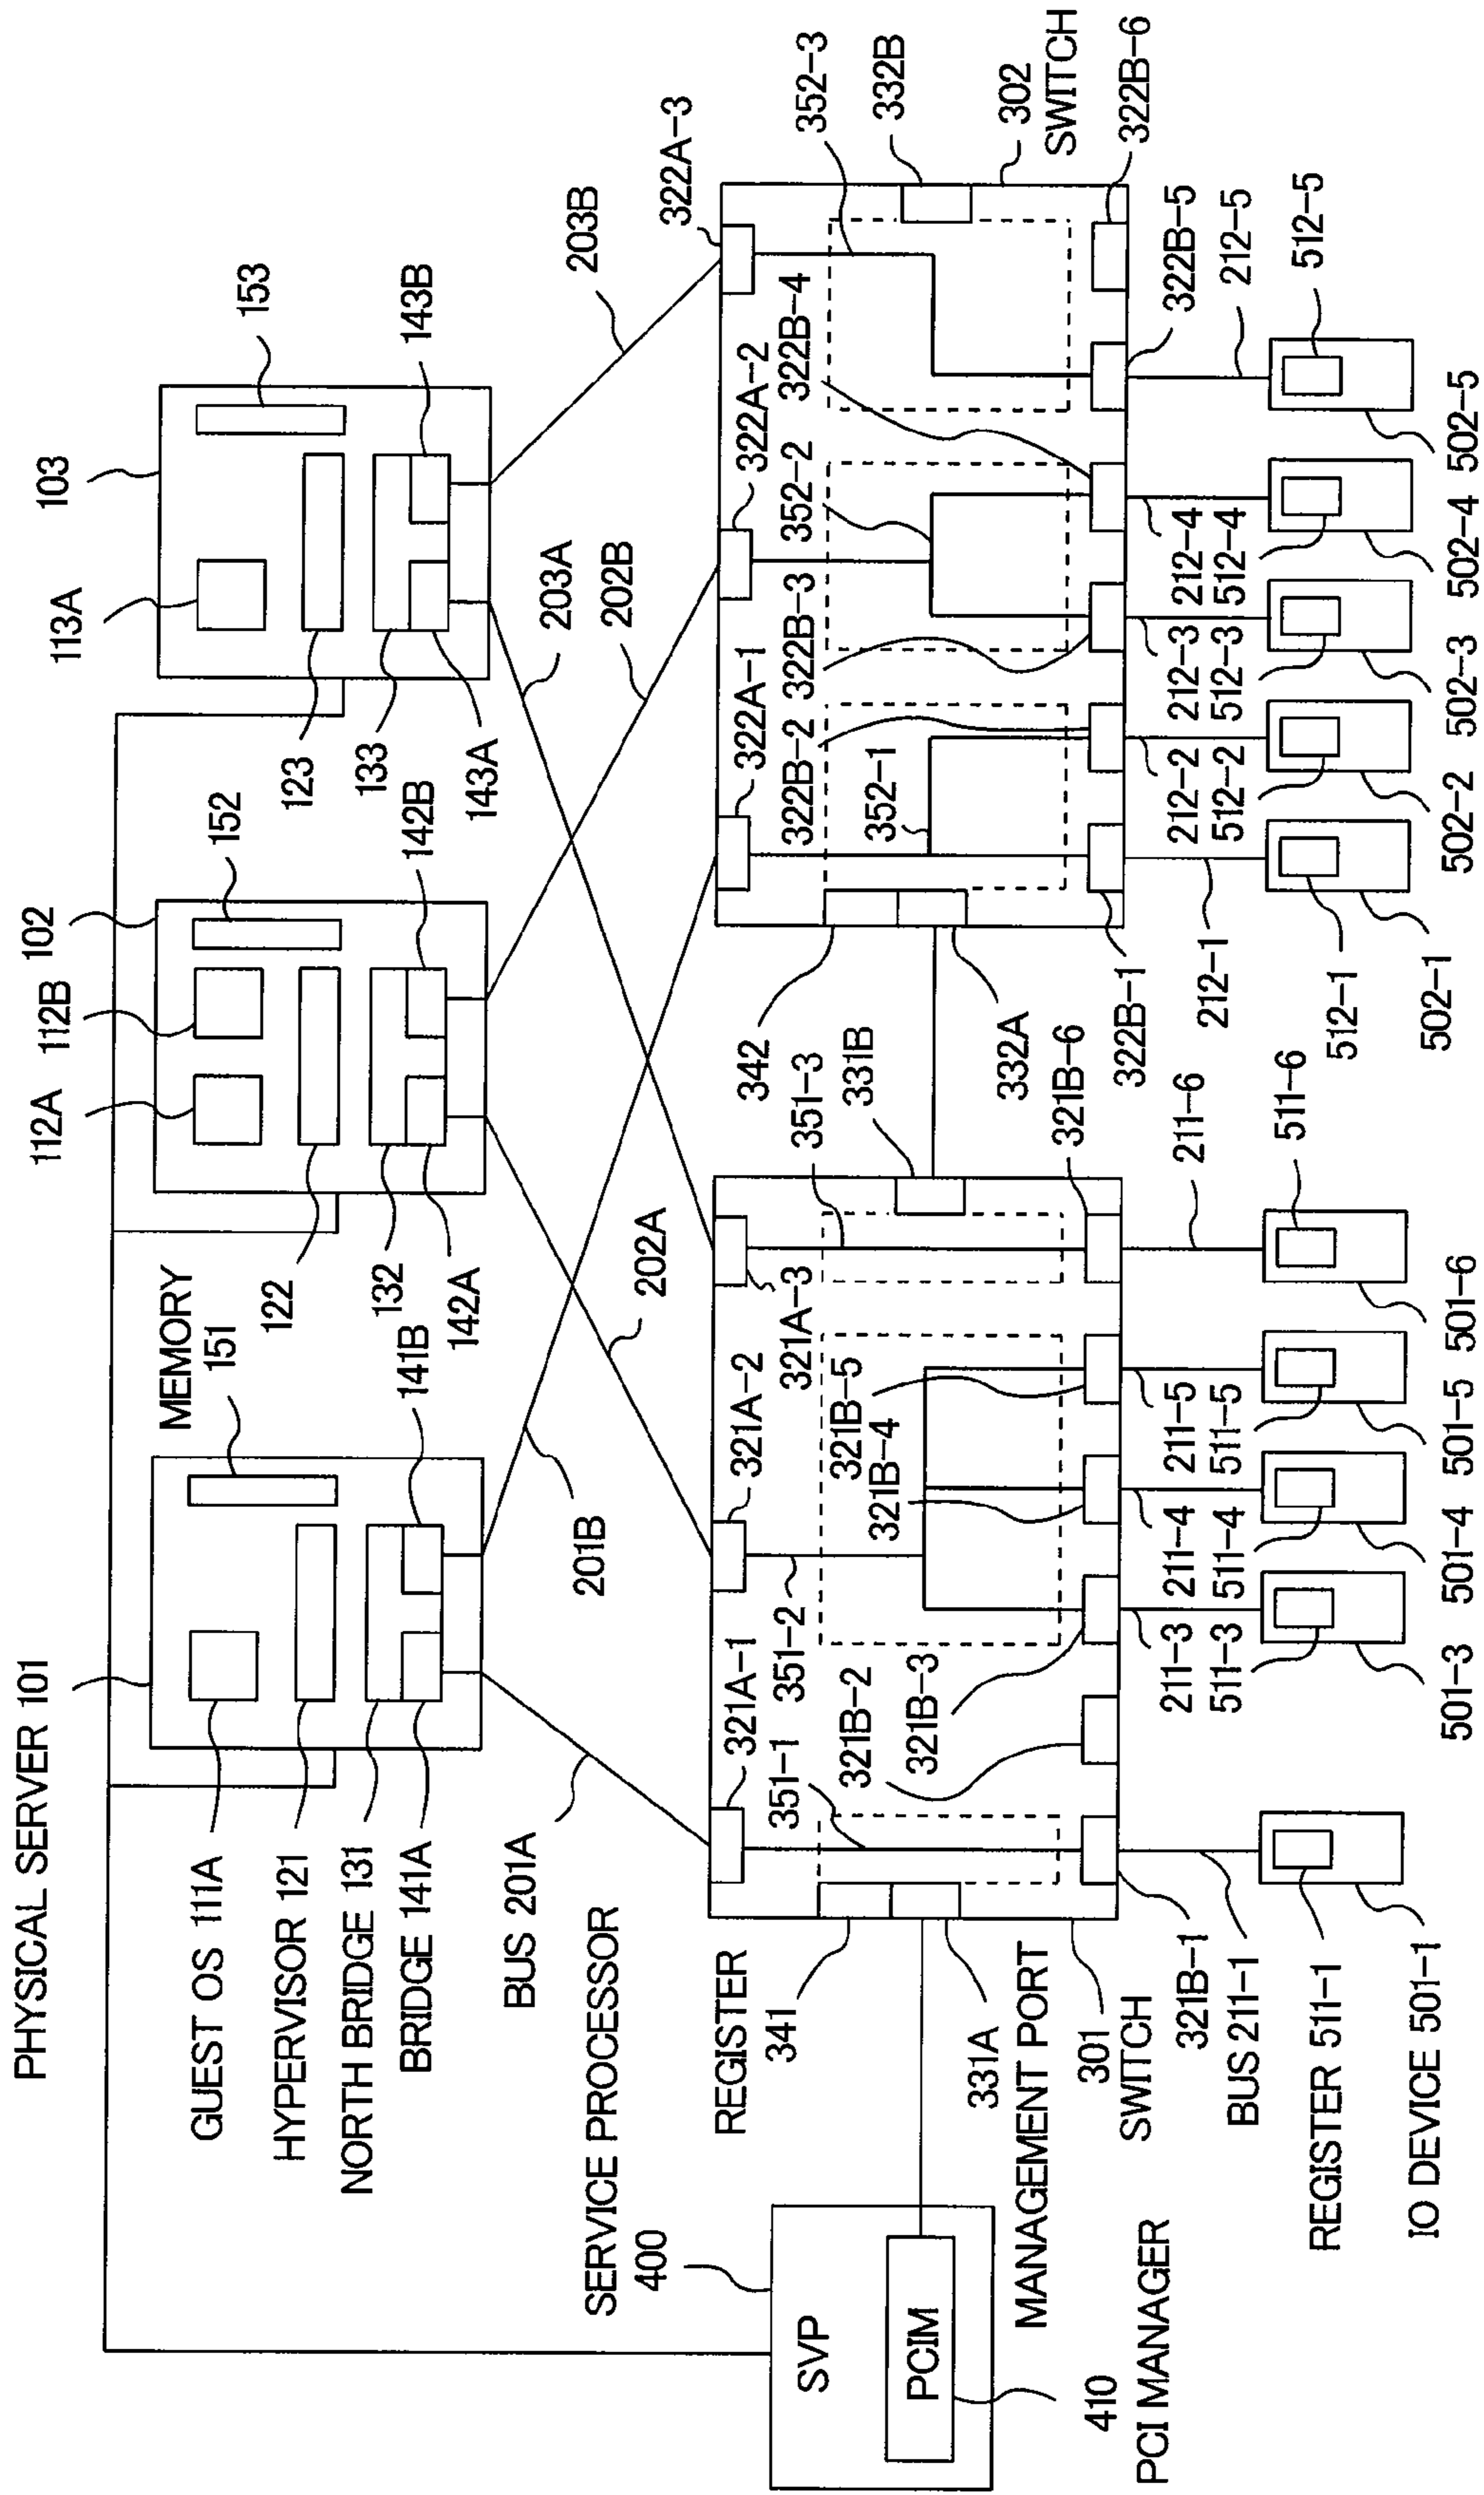 PHYSICAL SERVER 101
GUEST OS 111A
HYPERVISOR 121
NORTH BRIDGE 131
BRIDGE 141A
141B
151
MEMORY
112A
112B
102
152
122
132
142A
142B
113A
103
153
123
133
143A
143B
BUS 201A
201B
202A
202B
203A
203B
SERVICE PROCESSOR
400
SVP
PCIM
410
PCI MANAGER
REGISTER
341
331A
MANAGEMENT PORT
301
SWITCH
321A-1
321A-2
321A-3
351-1
351-2
351-3
331B
321B-1
321B-2
321B-3
321B-4
321B-5
321B-6
BUS 211-1
REGISTER 511-1
IO DEVICE 501-1
211-3
511-3
501-3
211-4
511-4
501-4
211-5
511-5
501-5
211-6
511-6
501-6
342
332A
322A-1
322A-2
322A-3
352-1
352-2
352-3
332B
302
SWITCH
322B-1
322B-2
322B-3
322B-4
322B-5
322B-6
212-1
512-1
502-1
212-2
512-2
502-2
212-3
512-3
502-3
212-4
512-4
502-4
212-5
512-5
502-5